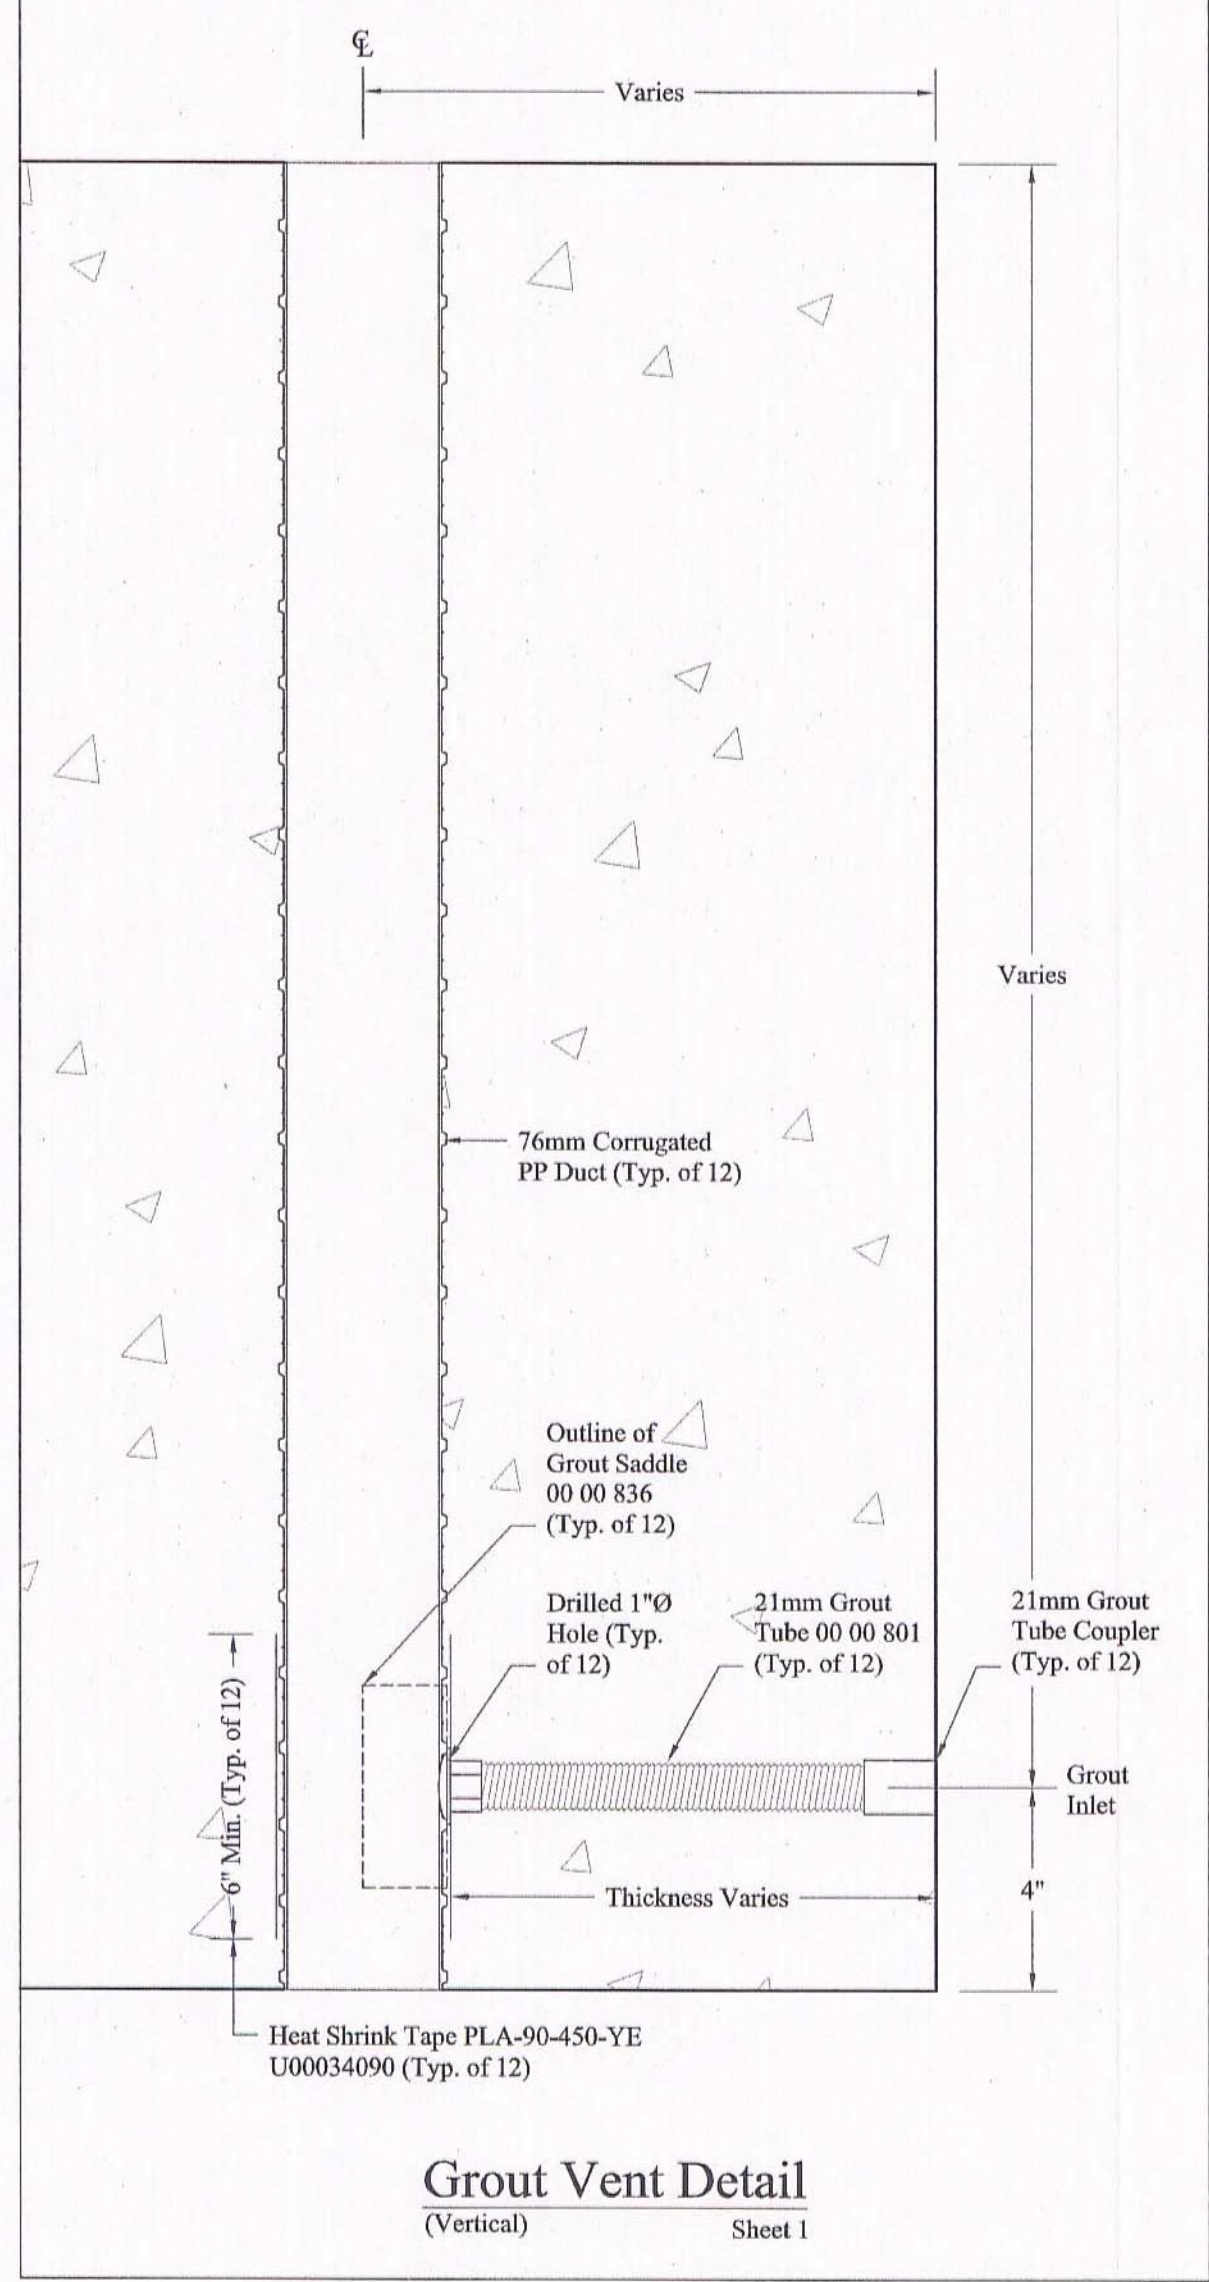 ℄
Varies
Varies
76mm Corrugated
PP Duct (Typ. of 12)
Outline of
Grout Saddle
00 00 836
(Typ. of 12)
Drilled 1"Ø
Hole (Typ.
of 12)
21mm Grout
Tube 00 00 801
(Typ. of 12)
21mm Grout
Tube Coupler
(Typ. of 12)
6" Min. (Typ. of 12)
Grout
Inlet
Thickness Varies
4"
Heat Shrink Tape PLA-90-450-YE
U00034090 (Typ. of 12)
Grout Vent Detail
(Vertical)
Sheet 1